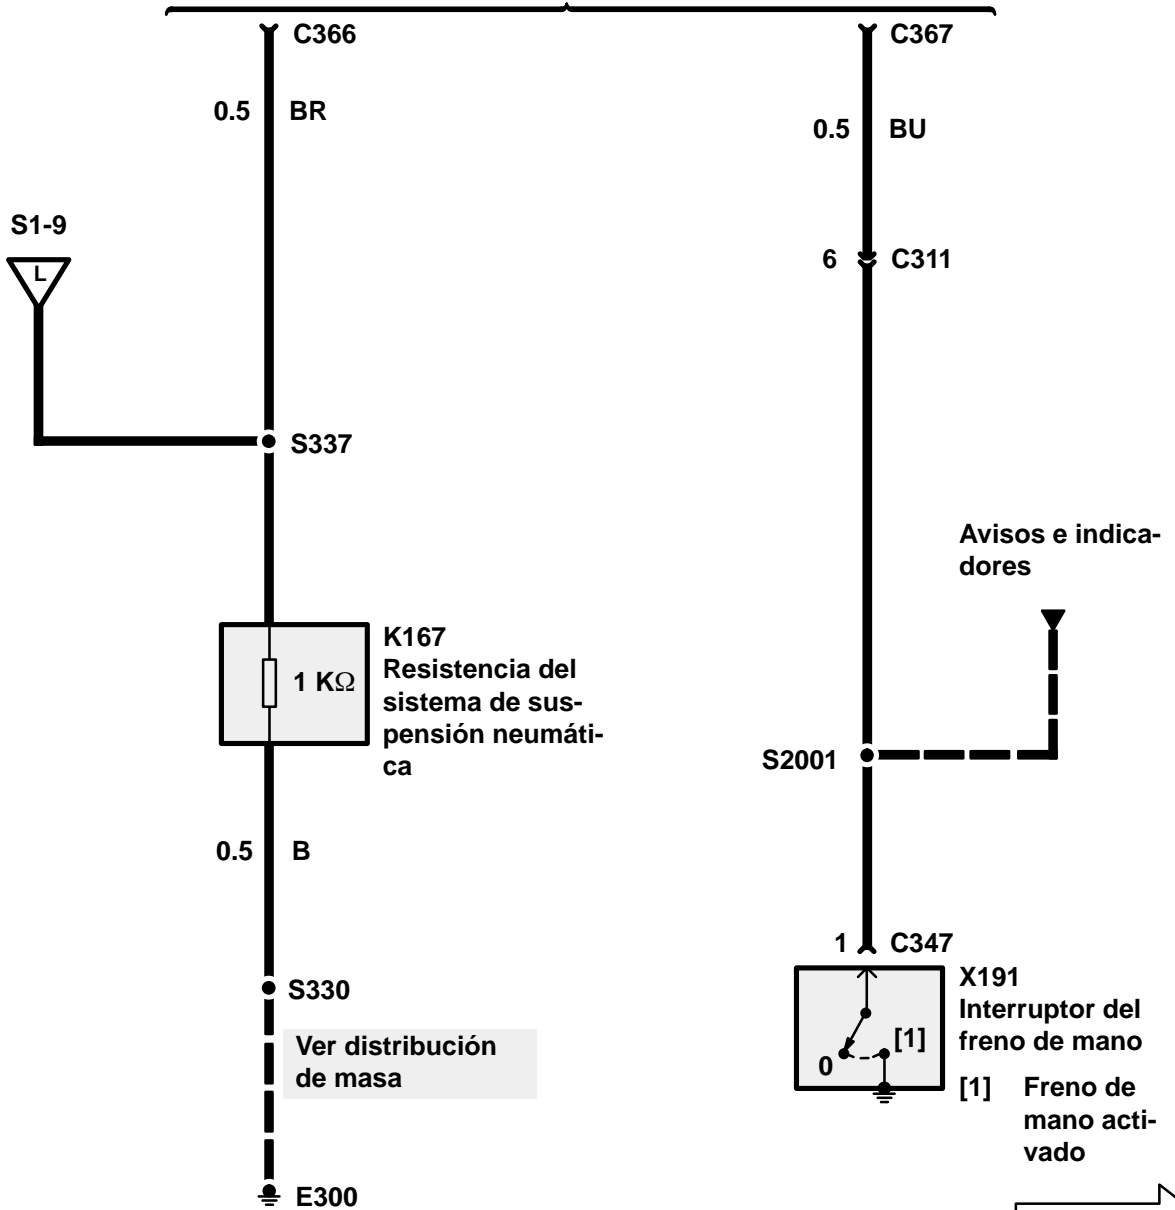 C366
C367
0.5 BR
0.5 BU
S1-9
L
6 C311
S337
Avisos e indica-
dores
K167
Resistencia del
sistema de sus-
pensión neumáti-
ca
1 KΩ
S2001
0.5 B
1 C347
X191
Interruptor del
freno de mano
S330
[1]
0
Ver distribución
de masa
[1] Freno de
mano acti-
vado
E300